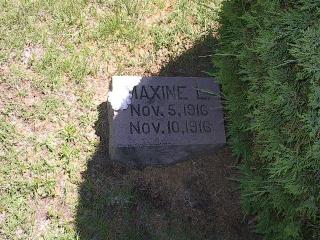 MAXINE L.
NOV. 5, 1916
NOV. 10, 1916